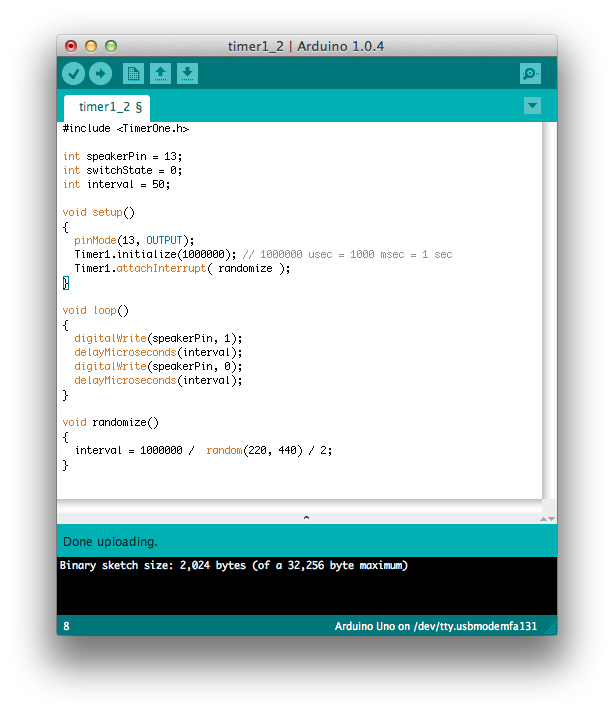 timer1_2 | Arduino 1.0.4
timer1_2 §
#include <TimerOne.h>

int speakerPin = 13;
int switchState = 0;
int interval = 50;

void setup()
{
  pinMode(13, OUTPUT);
  Timer1.initialize(1000000); // 1000000 usec = 1000 msec = 1 sec
  Timer1.attachInterrupt( randomize );
}

void loop()
{
  digitalWrite(speakerPin, 1);
  delayMicroseconds(interval);
  digitalWrite(speakerPin, 0);
  delayMicroseconds(interval);
}

void randomize()
{
  interval = 1000000 /  random(220, 440) / 2;
}
Done uploading.
Binary sketch size: 2,024 bytes (of a 32,256 byte maximum)
8 Arduino Uno on /dev/tty.usbmodemfa131